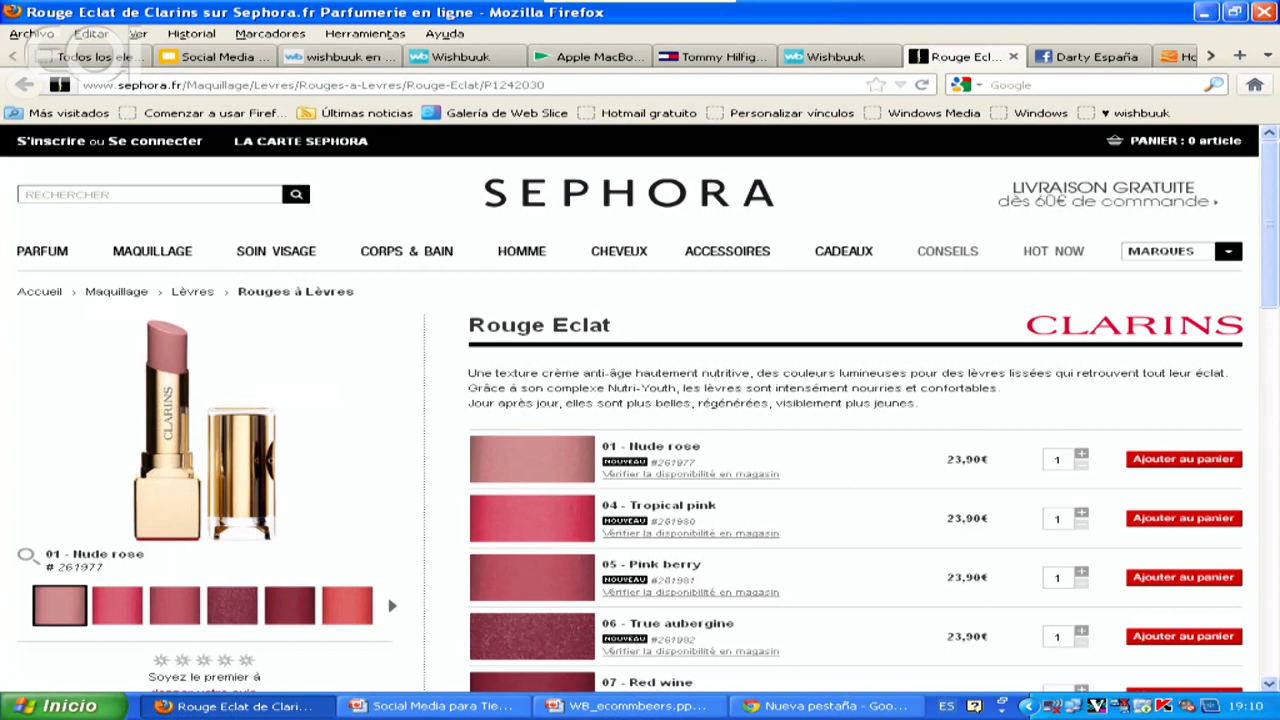 Rouge Eclat de Clarins sur Sephora.fr Parfumerie en ligne - Mozilla Firefox
Archivo Editar Ver Historial Marcadores Herramientas Ayuda
Todos los ele... Social Media ... wishbuuk en ... Wishbuuk Apple MacBo... Tommy Hilfig... Wishbuuk Rouge Ecl... Darty España Ho
www.sephora.fr/Maquillage/Levres/Rouges-a-Levres/Rouge-Eclat/P1242030 Google
Más visitados Comenzar a usar Firef... Últimas noticias Galería de Web Slice Hotmail gratuito Personalizar vínculos Windows Media Windows ♥ wishbuuk
S'inscrire ou Se connecter LA CARTE SEPHORA PANIER : 0 article
RECHERCHER SEPHORA LIVRAISON GRATUITE
dès 60€ de commande
PARFUM MAQUILLAGE SOIN VISAGE CORPS & BAIN HOMME CHEVEUX ACCESSOIRES CADEAUX CONSEILS HOT NOW MARQUES
Accueil > Maquillage > Lèvres > Rouges à Lèvres
Rouge Eclat CLARINS
Une texture crème anti-âge hautement nutritive, des couleurs lumineuses pour des lèvres lissées qui retrouvent tout leur éclat.
Grâce à son complexe Nutri-Youth, les lèvres sont intensément nourries et confortables.
Jour après jour, elles sont plus belles, régénérées, visiblement plus jeunes.
CLARINS
01 - Nude rose
NOUVEAU #261977
Vérifier la disponibilité en magasin
23,90€ 1 Ajouter au panier
04 - Tropical pink
NOUVEAU #261980
Vérifier la disponibilité en magasin
23,90€ 1 Ajouter au panier
05 - Pink berry
NOUVEAU #261981
Vérifier la disponibilité en magasin
23,90€ 1 Ajouter au panier
06 - True aubergine
NOUVEAU #261982
Vérifier la disponibilité en magasin
23,90€ 1 Ajouter au panier
07 - Red wine
01 - Nude rose
# 261977
Soyez le premier à
donner votre avis
Inicio Rouge Eclat de Clari... Social Media para Tie... WB_ecommbeers.pp... Nueva pestaña - Goo... ES 19:10